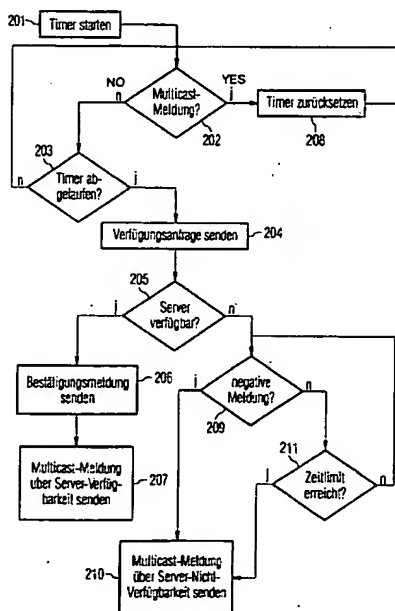 201
Timer starten
NO
n
Multicast-
Meldung?
YES
j
202
Timer zurücksetzen
208
203
n
Timer ab-
gelaufen?
j
Verfügungsanfrage senden
204
205
j
Server
verfügbar?
n
Bestätigungsmeldung
senden
206
j
negative
Meldung?
n
209
Multicast-Meldung
über Server-Verfüg-
barkeit senden
207
211
j
Zeitlimit
erreicht?
n
210
Multicast-Meldung
über Server-Nicht-
Verfügbarkeit senden